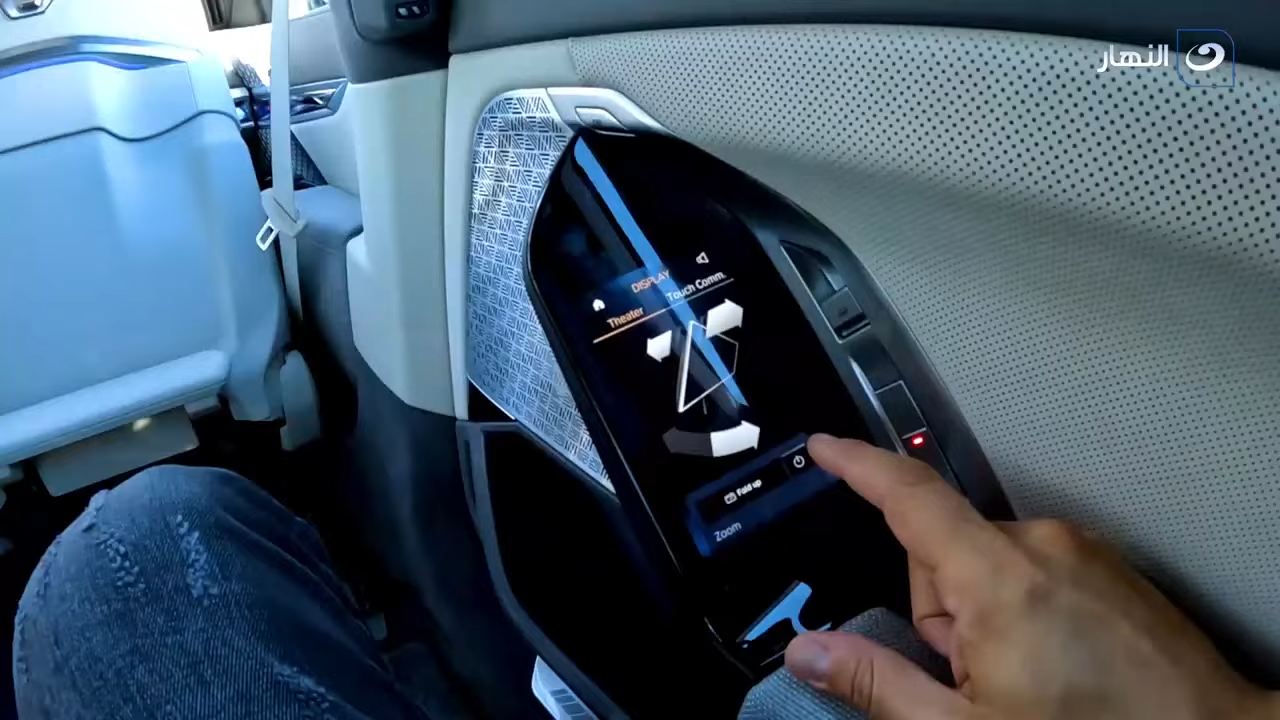 النهار
DISPLAY
Theater
Touch Comm.
Fold up
Zoom